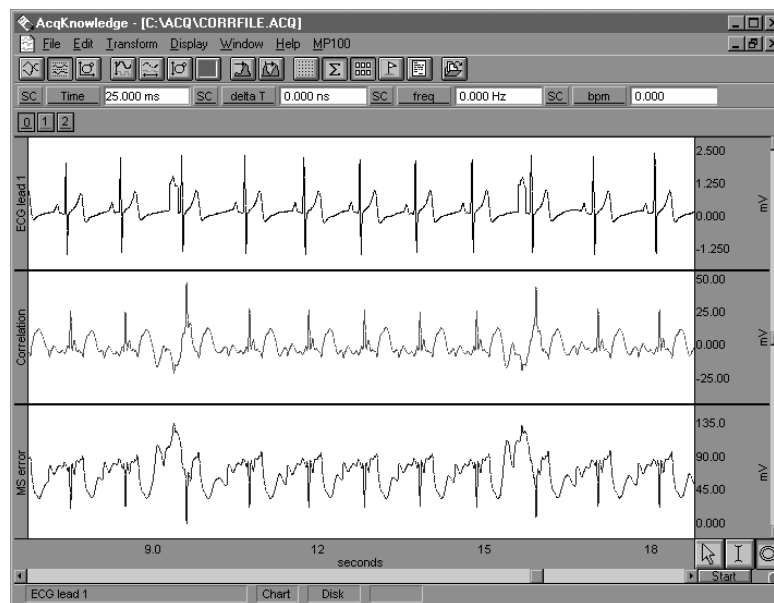 AcqKnowledge - [C:\ACQ\CORRFILE.ACQ]
File Edit Transform Display Window Help MP100
SC Time 25.000 ms SC delta T 0.000 ns SC freq 0.000 Hz SC bpm 0.000
0 1 2
ECG lead 1
2.500
1.250
0.000
-1.250
mV
Correlation
50.00
25.00
0.000
-25.00
mV
MS error
135.0
90.00
45.00
0.000
mV
9.0 12 15 18
seconds
Start
ECG lead 1 Chart Disk